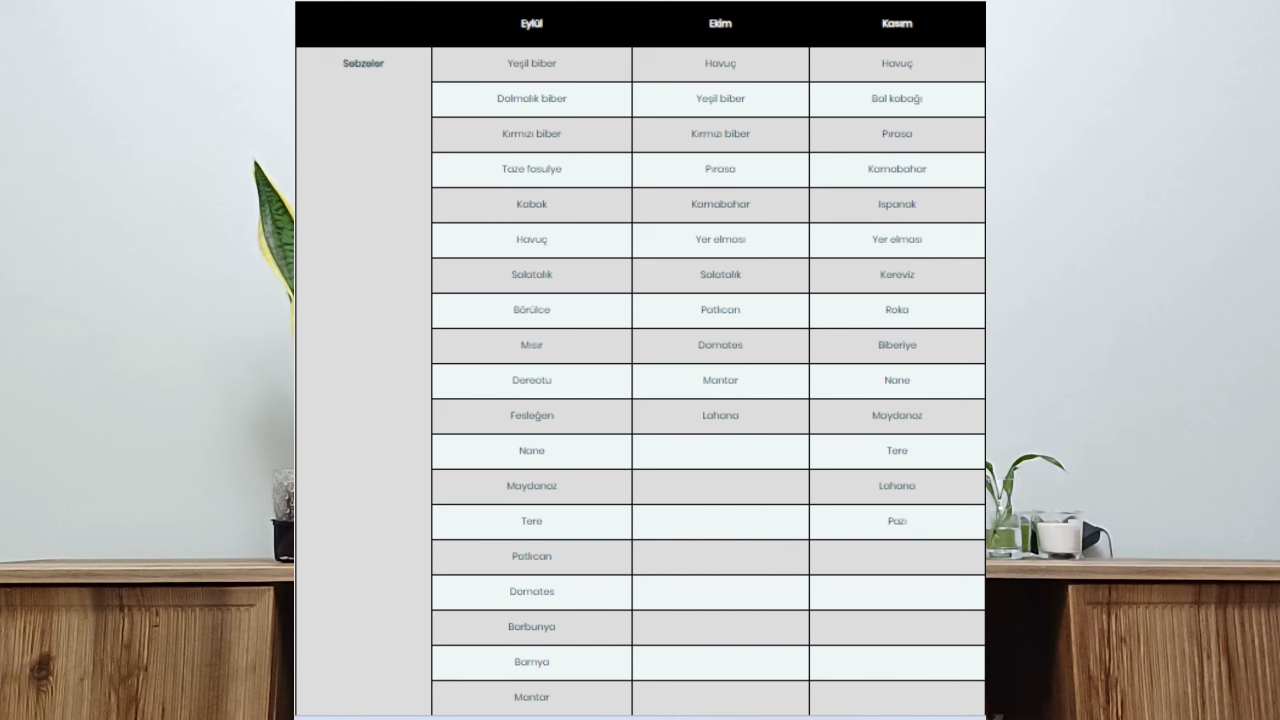 Eylül Ekim Kasım
Sebzeler Yeşil biber Havuç Havuç
Dolmalık biber Yeşil biber Bal kabağı
Kırmızı biber Kırmızı biber Pırasa
Taze fasulye Pırasa Karnabahar
Kabak Karnabahar Ispanak
Havuç Yer elması Yer elması
Salatalık Salatalık Kereviz
Börülce Patlıcan Roka
Mısır Domates Biberiye
Dereotu Mantar Nane
Fesleğen Lahana Maydanoz
Nane Tere
Maydanoz Lahana
Tere Pazı
Patlıcan
Domates
Barbunya
Bamya
Mantar